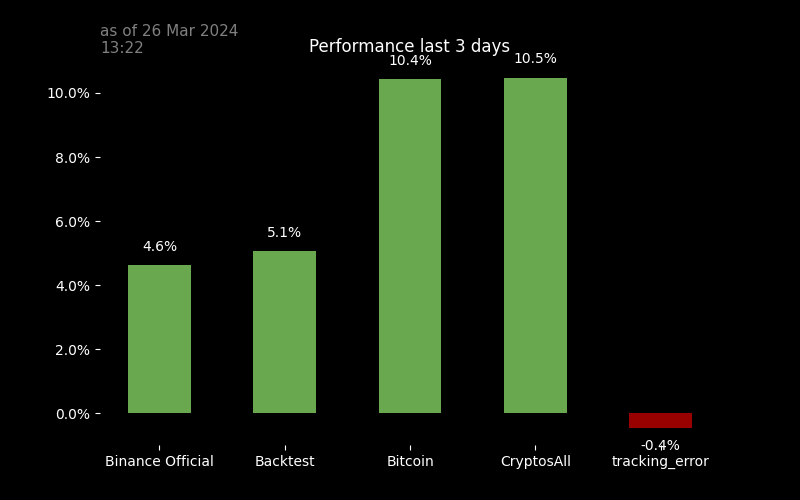 as of 26 Mar 2024
13:22
Performance last 3 days
10.4%
10.5%
10.0%
8.0%
6.0%
5.1%
4.6%
4.0%
2.0%
0.0%
-0.4%
Binance Official
Backtest
Bitcoin
CryptosAll
tracking_error